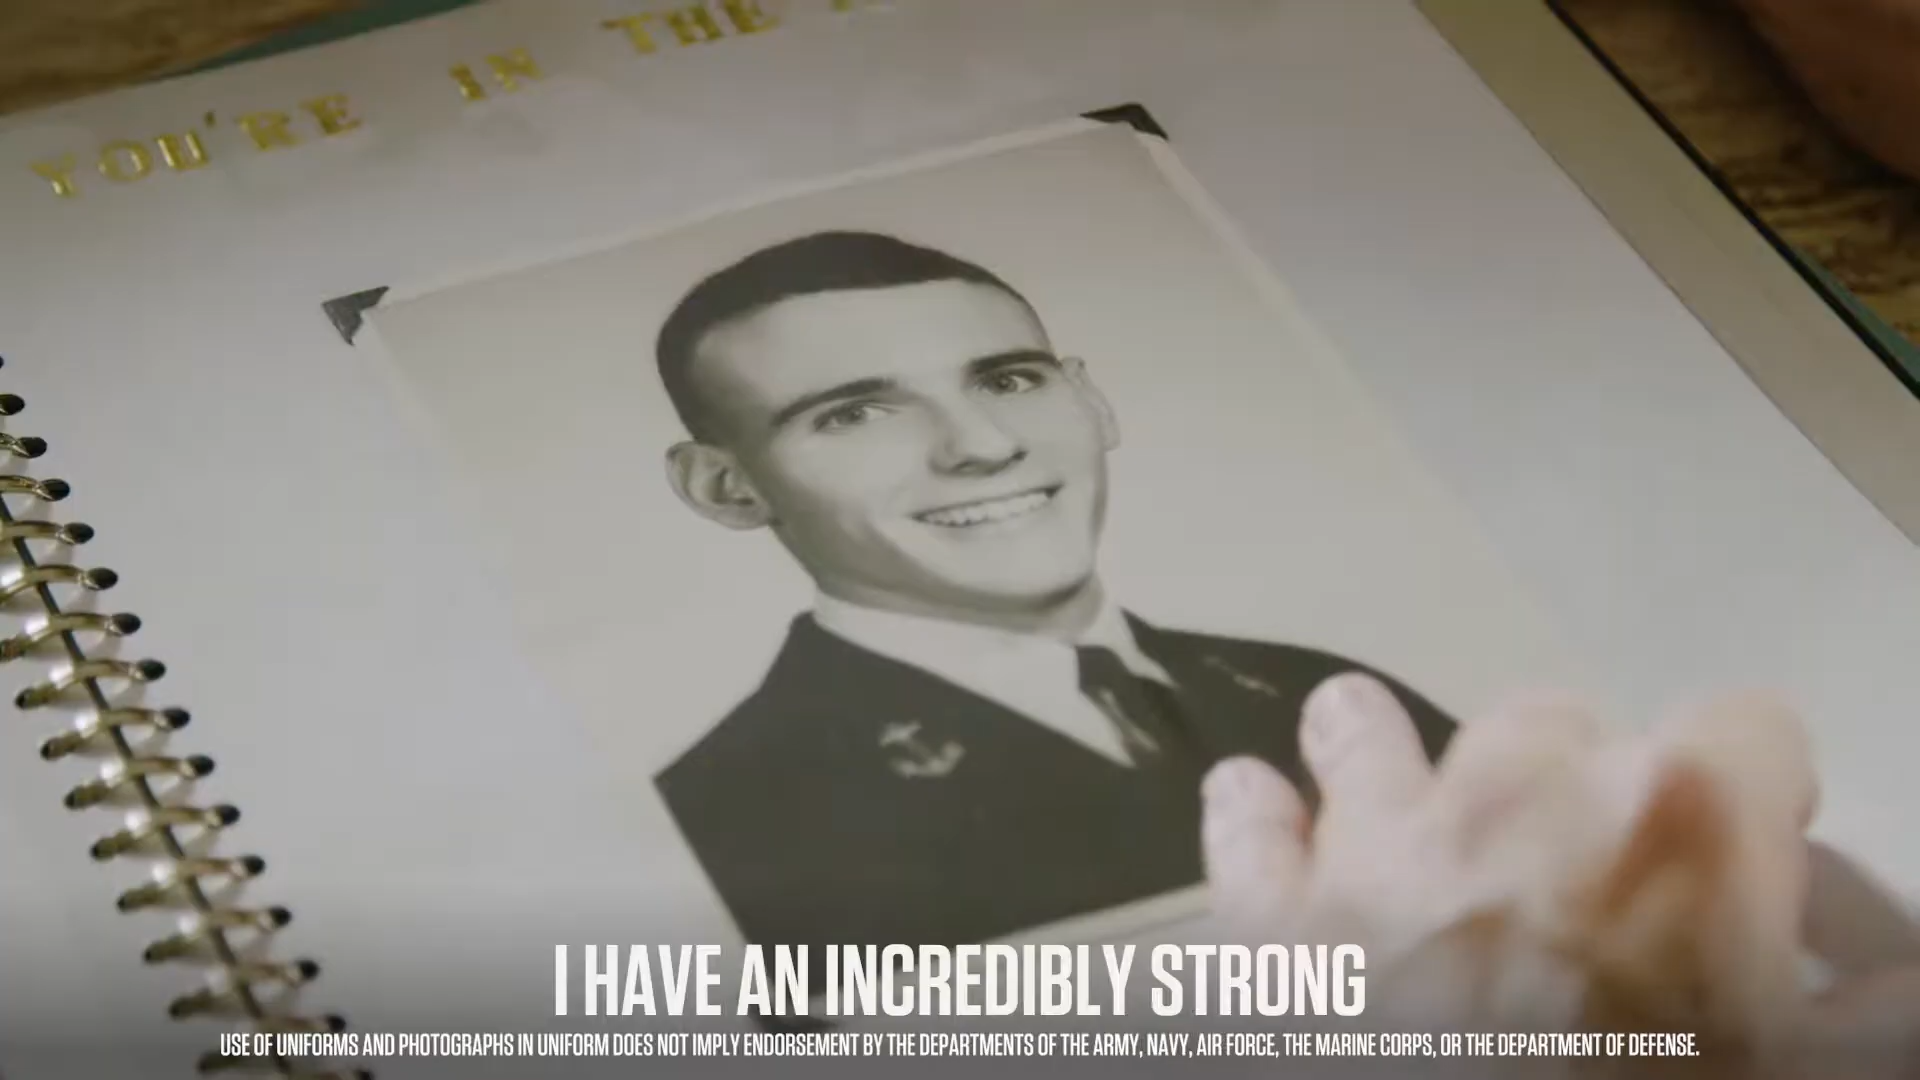 YOU'RE IN THE
I HAVE AN INCREDIBLY STRONG
USE OF UNIFORMS AND PHOTOGRAPHS IN UNIFORM DOES NOT IMPLY ENDORSEMENT BY THE DEPARTMENTS OF THE ARMY, NAVY, AIR FORCE, THE MARINE CORPS, OR THE DEPARTMENT OF DEFENSE.